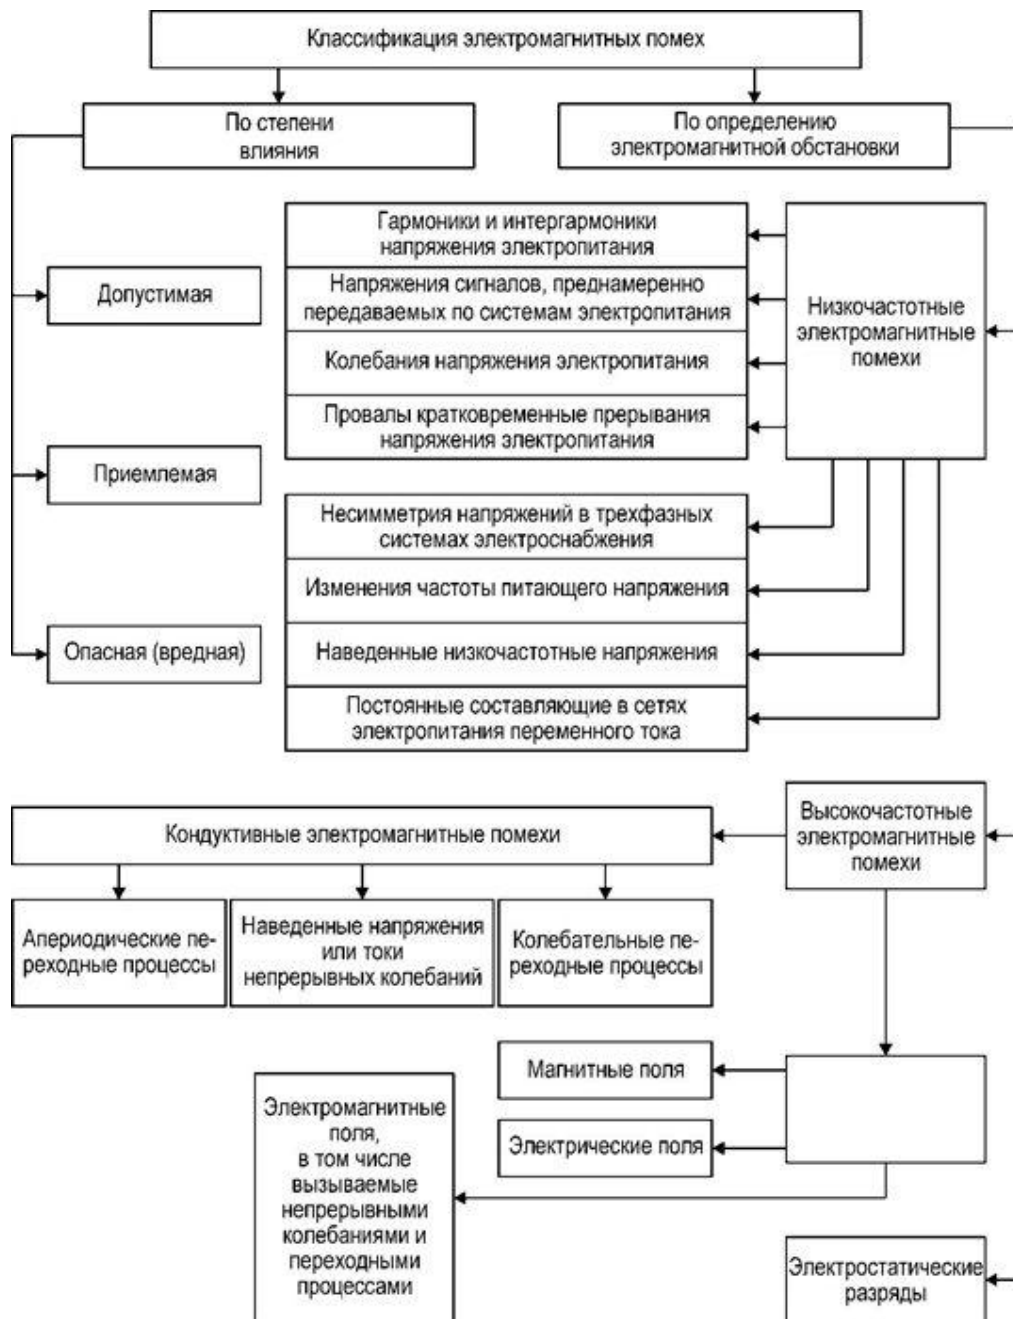 Классификация электромагнитных помех
По степени
влияния
По определению
электромагнитной обстановки
Гармоники и интергармоники
напряжения электропитания
Допустимая
Напряжения сигналов, преднамеренно
передаваемых по системам электропитания
Низкочастотные
электромагнитные
помехи
Колебания напряжения электропитания
Провалы кратковременные прерывания
напряжения электропитания
Приемлемая
Несимметрия напряжений в трехфазных
системах электроснабжения
Изменения частоты питающего напряжения
Опасная (вредная)
Наведенные низкочастотные напряжения
Постоянные составляющие в сетях
электропитания переменного тока
Кондуктивные электромагнитные помехи
Высокочастотные
электромагнитные
помехи
Апериодические пе-
реходные процессы
Наведенные напряжения
или токи
непрерывных колебаний
Колебательные пе-
реходные процессы
Магнитные поля
Электрические поля
Электромагнитные
поля,
в том числе
вызываемые
непрерывными
колебаниями и
переходными
процессами
Электростатические
разряды